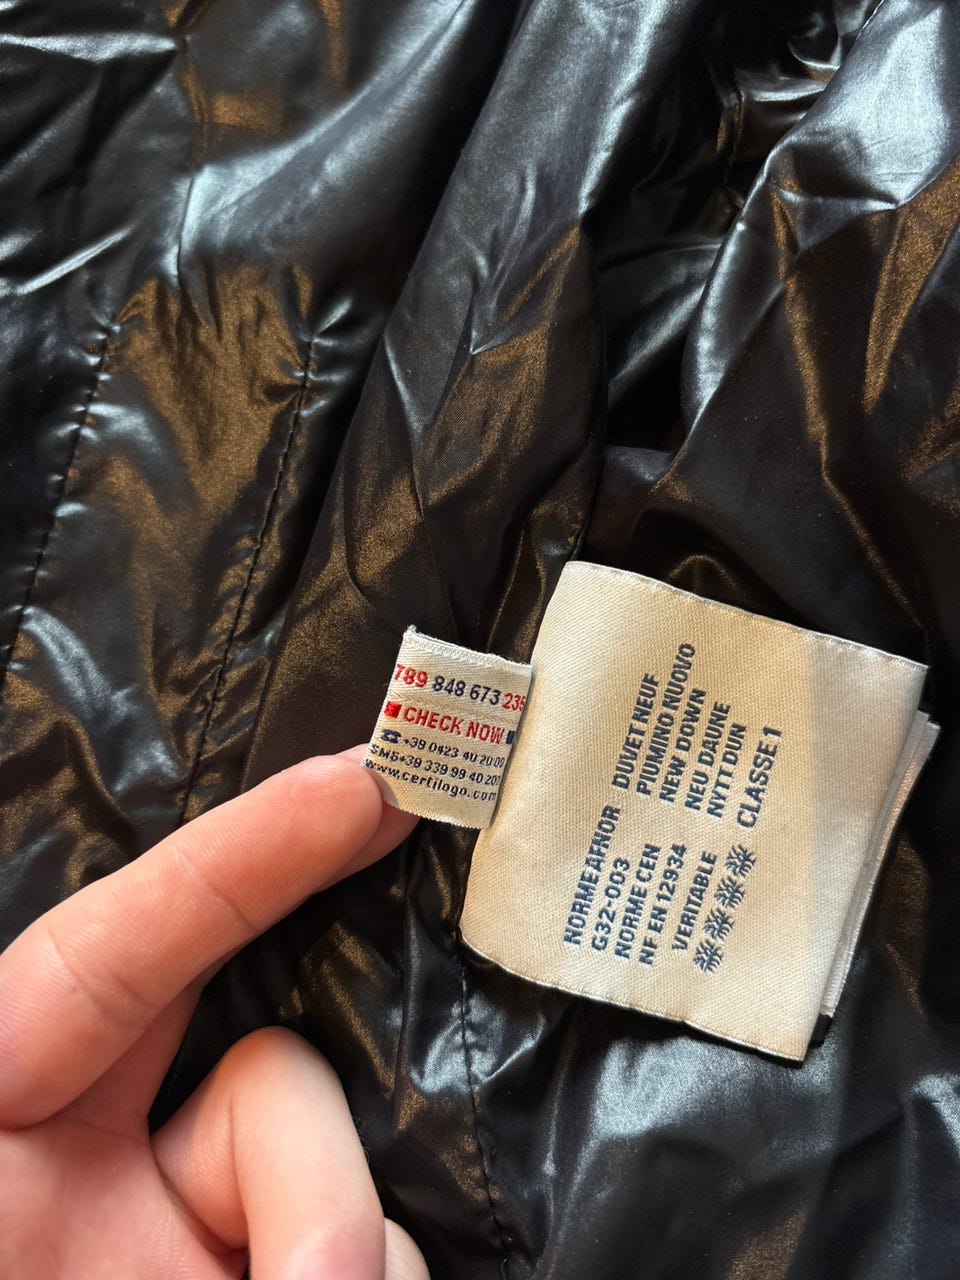 789 848 673 235
CHECK NOW
☎ +39 0423 40 20 00
SMS+39 339 99 40 20
www.certilogo.com
NORME AFNOR
G32-003
NORME CEN
NF EN 12934
VERITABLE
DUVET NEUF
PIUMINO NUOVO
NEW DOWN
NEU DAUNE
NYTT DUN
CLASSE 1